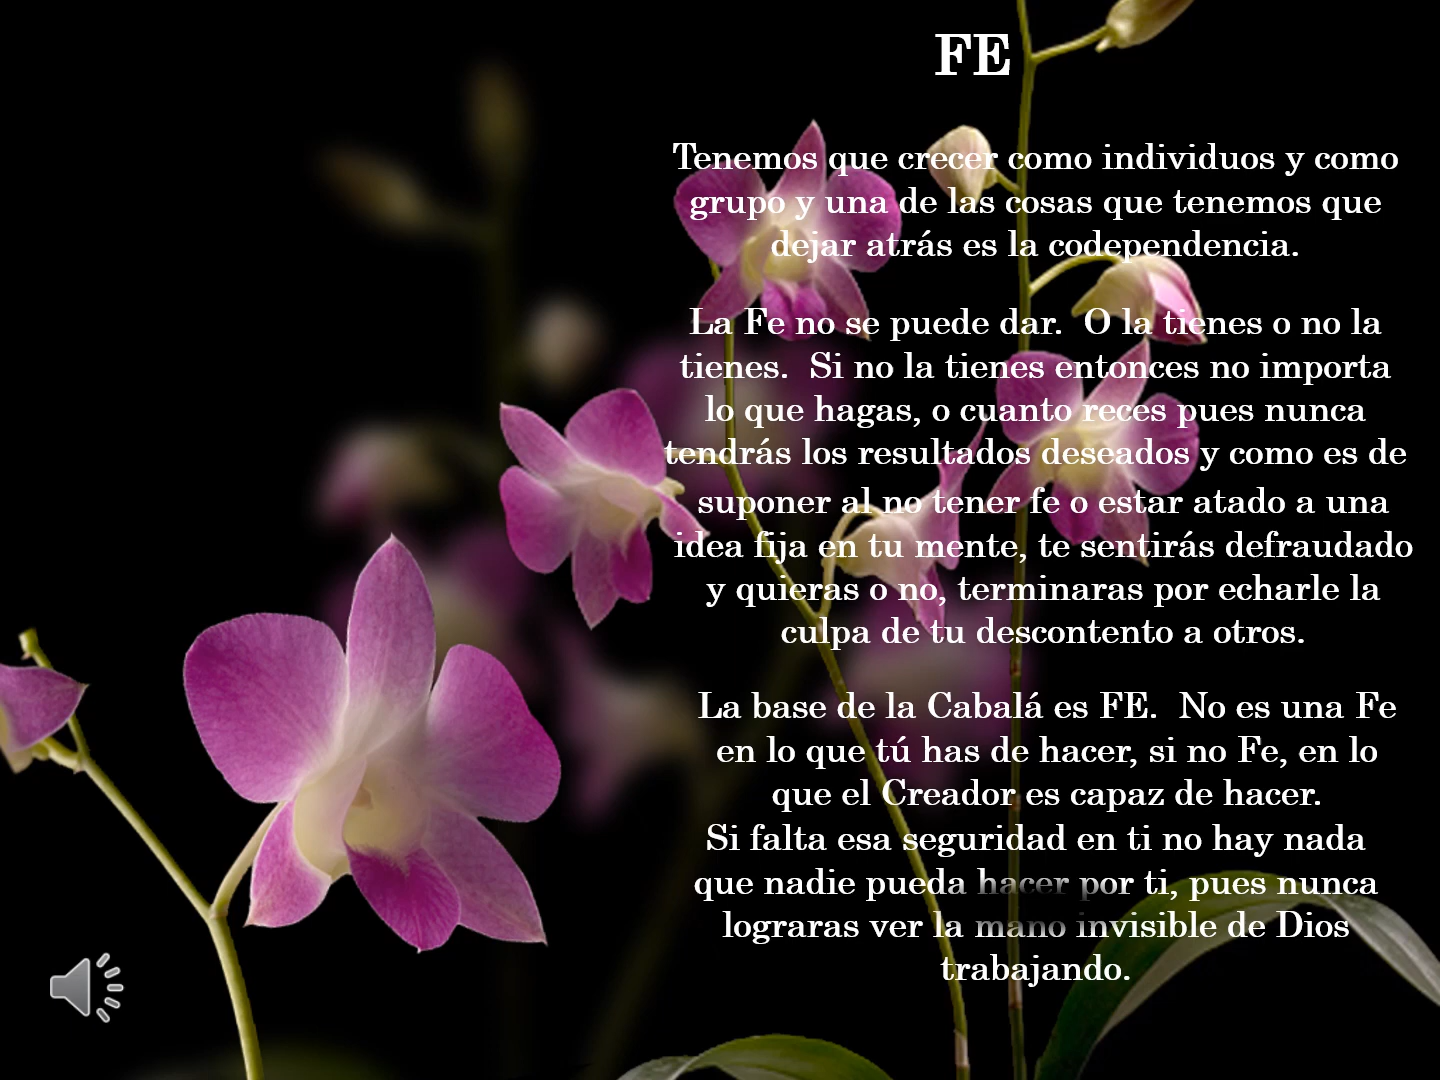 FE
Tenemos que crecer como individuos y como
grupo y una de las cosas que tenemos que
dejar atrás es la codependencia.
La Fe no se puede dar.  O la tienes o no la
tienes.  Si no la tienes entonces no importa
lo que hagas, o cuanto reces pues nunca
tendrás los resultados deseados y como es de
suponer al no tener fe o estar atado a una
idea fija en tu mente, te sentirás defraudado
y quieras o no, terminaras por echarle la
culpa de tu descontento a otros.
La base de la Cabalá es FE.  No es una Fe
en lo que tú has de hacer, si no Fe, en lo
que el Creador es capaz de hacer.
Si falta esa seguridad en ti no hay nada
que nadie pueda hacer por ti, pues nunca
lograras ver la mano invisible de Dios
trabajando.